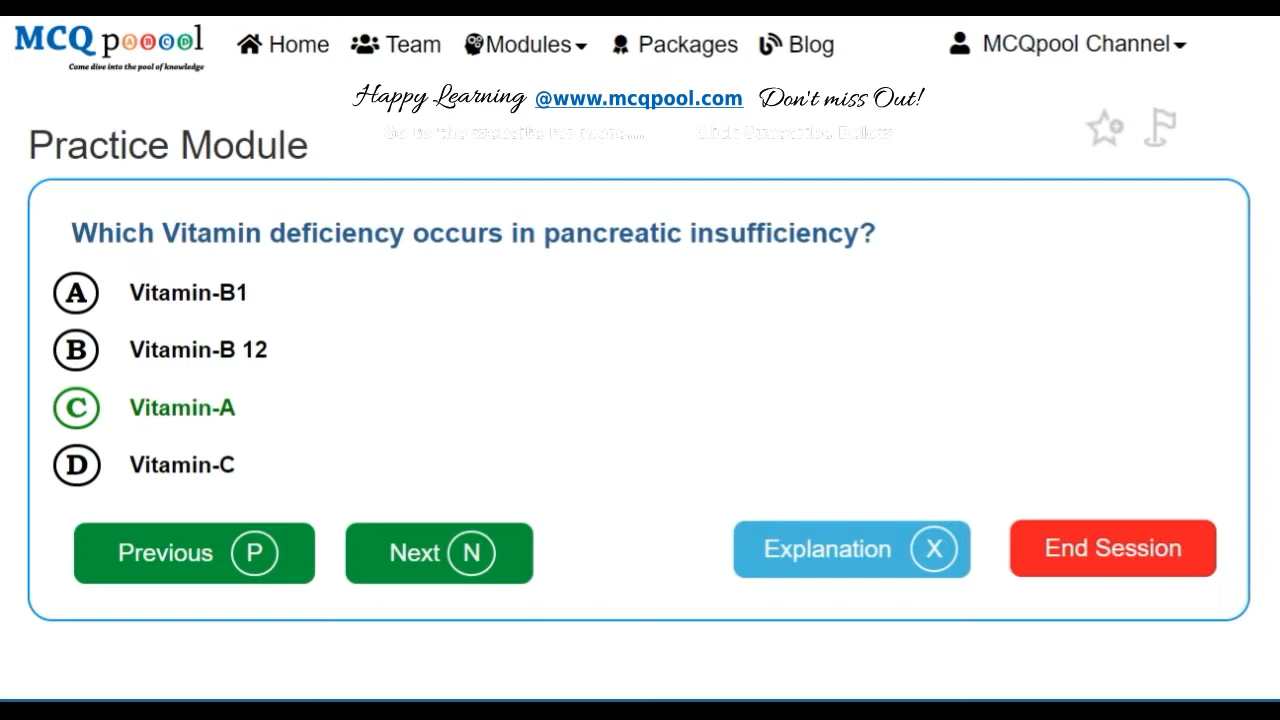 MCQ pooool Home Team Modules Packages Blog MCQpool Channel
Come dive into the pool of knowledge
Happy Learning @www.mcqpool.com Don't miss Out!
Practice Module
Which Vitamin deficiency occurs in pancreatic insufficiency?
A Vitamin-B1
B Vitamin-B 12
C Vitamin-A
D Vitamin-C
Previous P Next N Explanation X End Session